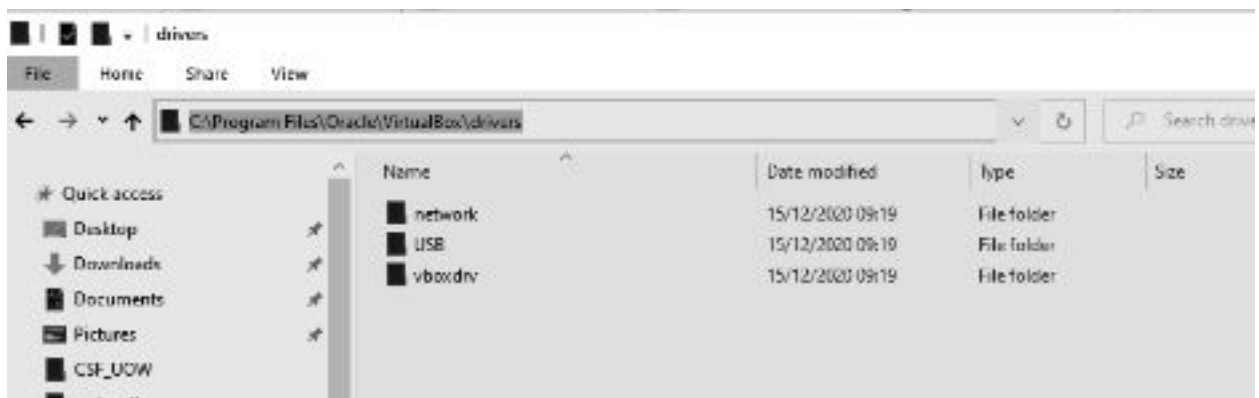 drivers
File Home Share View
C:\Program Files\Oracle\VirtualBox\drivers Search drive
Name Date modified Type Size
Quick access
network 15/12/2020 09:19 File folder
Desktop
USB 15/12/2020 09:19 File folder
Downloads
vboxdrv 15/12/2020 09:19 File folder
Documents
Pictures
CSF_UOW